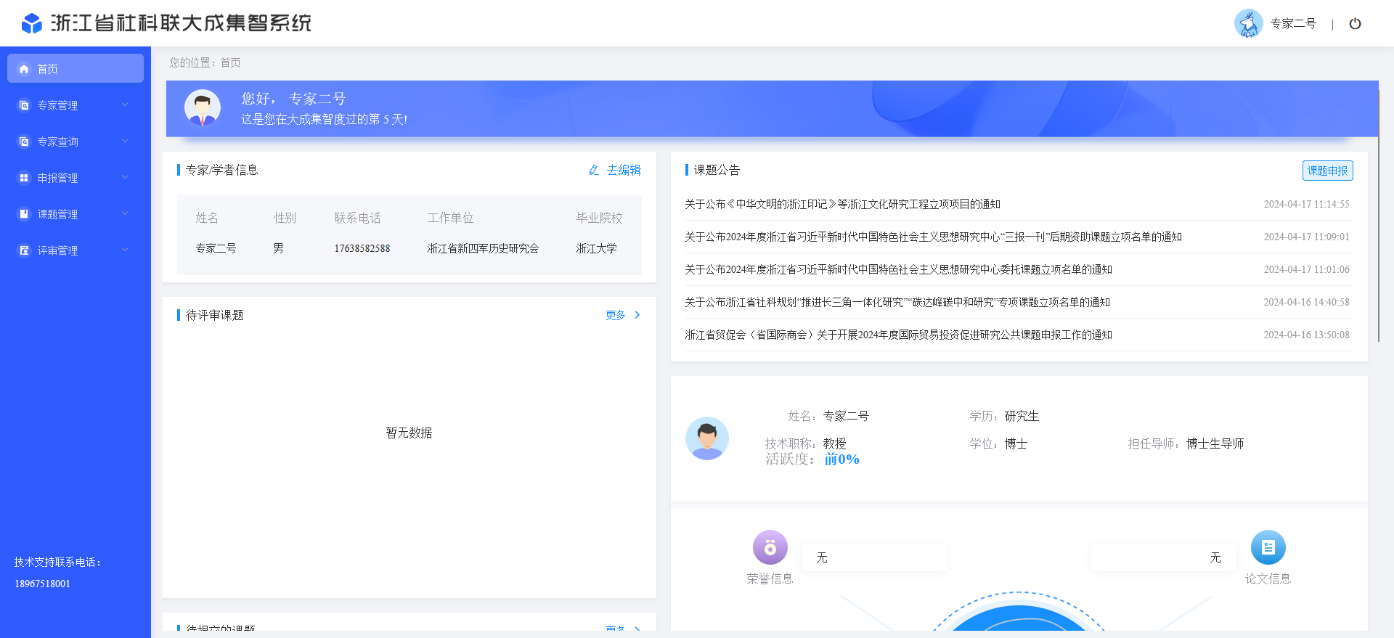 浙江省社科联大成集智系统
专家二号
首页
专家管理
专家查询
申报管理
课题管理
评审管理
技术支持联系电话：
18967518001
您的位置：首页
您好， 专家二号
这是您在大成集智度过的第 5 天!
专家/学者信息
去编辑
姓名 性别 联系电话 工作单位 毕业院校
专家二号 男 17638582588 浙江省新四军历史研究会 浙江大学
待评审课题
更多
暂无数据
待提交的课题
更多
课题公告
课题申报
关于公布《中华文明的浙江印记》等浙江文化研究工程立项项目的通知 2024-04-17 11:14:55
关于公布2024年度浙江省习近平新时代中国特色社会主义思想研究中心“三报一刊”后期资助课题立项名单的通知 2024-04-17 11:09:01
关于公布2024年度浙江省习近平新时代中国特色社会主义思想研究中心委托课题立项名单的通知 2024-04-17 11:01:06
关于公布浙江省社科规划“推进长三角一体化研究”“碳达峰碳中和研究”专项课题立项名单的通知 2024-04-16 14:40:58
浙江省贸促会（省国际商会）关于开展2024年度国际贸易投资促进研究公共课题申报工作的通知 2024-04-16 13:50:08
姓名：专家二号 学历：研究生
技术职称：教授 学位：博士 担任导师：博士生导师
活跃度： 前0%
无
荣誉信息
无
论文信息